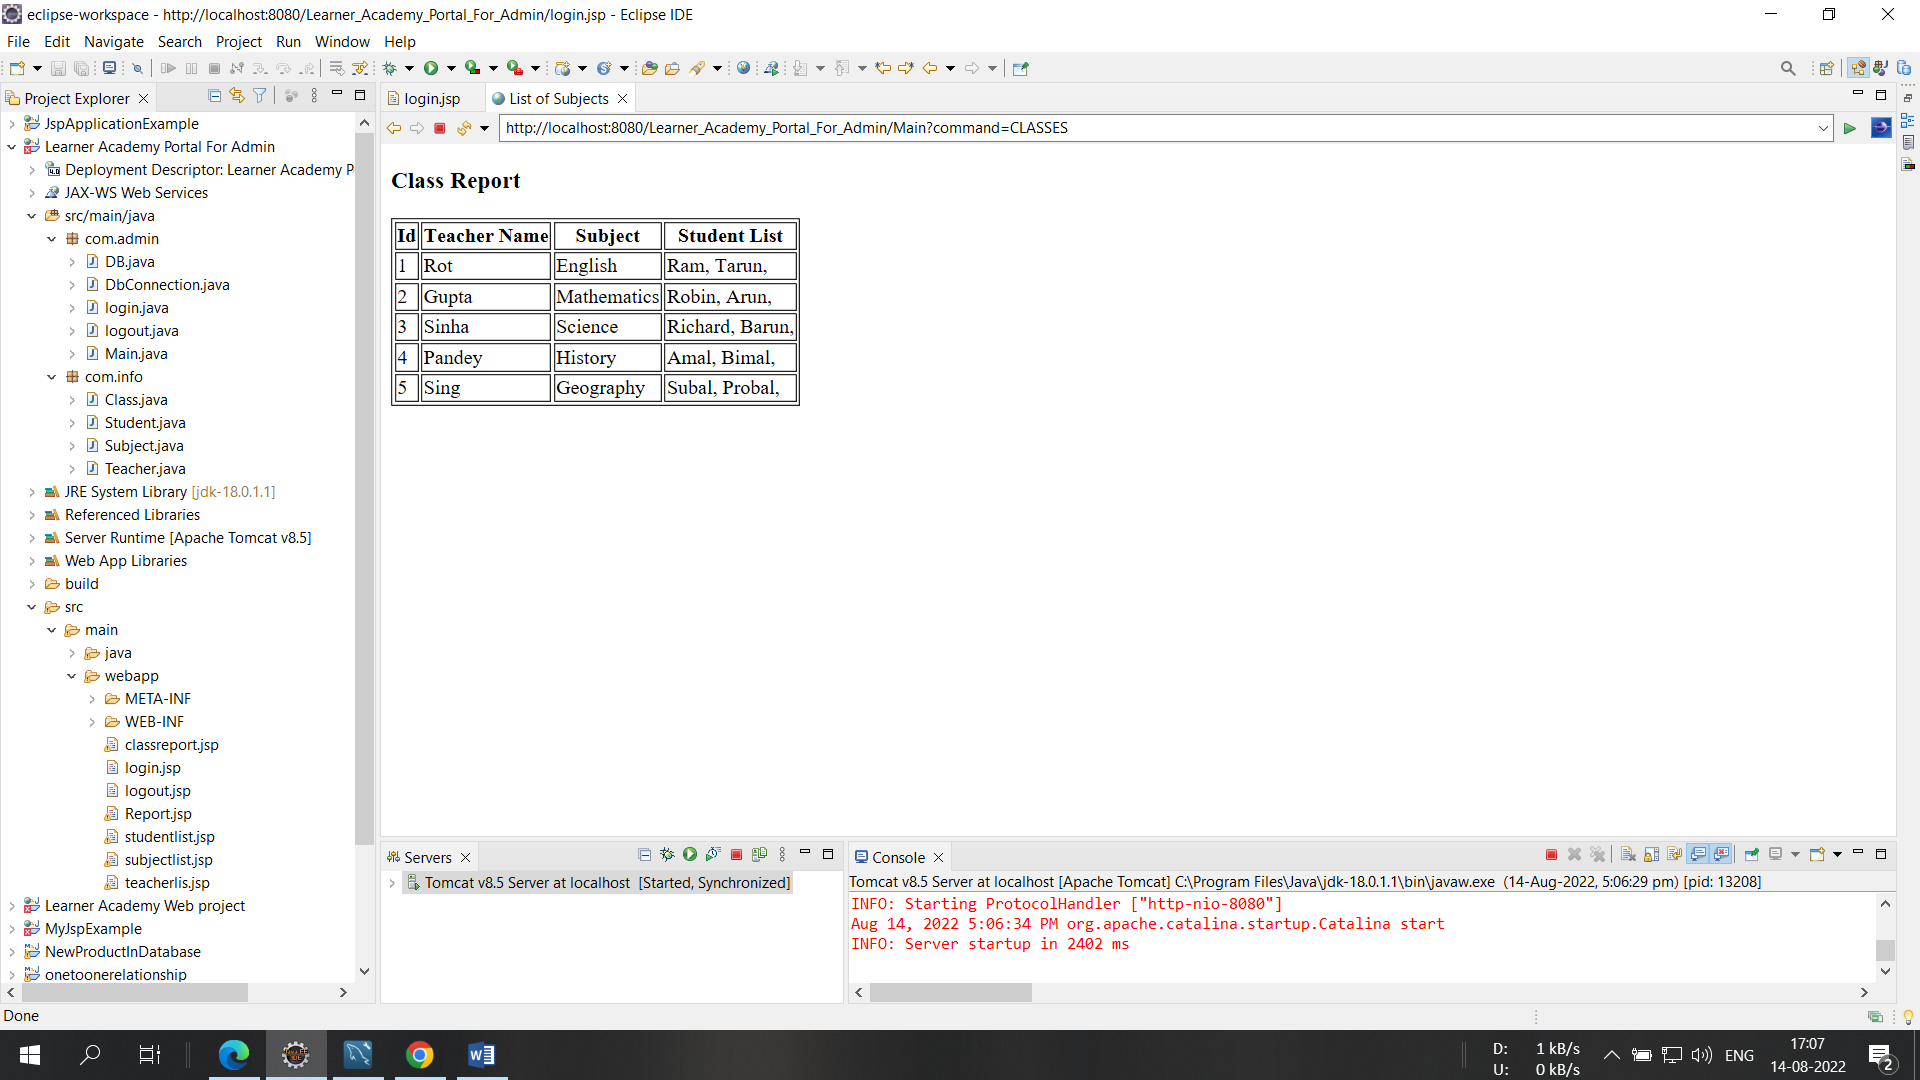 eclipse-workspace - http://localhost:8080/Learner_Academy_Portal_For_Admin/login.jsp - Eclipse IDE
File Edit Navigate Search Project Run Window Help
Project Explorer
JspApplicationExample
Learner Academy Portal For Admin
Deployment Descriptor: Learner Academy P
JAX-WS Web Services
src/main/java
com.admin
DB.java
DbConnection.java
login.java
logout.java
Main.java
com.info
Class.java
Student.java
Subject.java
Teacher.java
JRE System Library [jdk-18.0.1.1]
Referenced Libraries
Server Runtime [Apache Tomcat v8.5]
Web App Libraries
build
src
main
java
webapp
META-INF
WEB-INF
classreport.jsp
login.jsp
logout.jsp
Report.jsp
studentlist.jsp
subjectlist.jsp
teacherlis.jsp
Learner Academy Web project
MyJspExample
NewProductInDatabase
onetoonerelationship
login.jsp List of Subjects
http://localhost:8080/Learner_Academy_Portal_For_Admin/Main?command=CLASSES
Class Report
Id Teacher Name Subject Student List
1 Rot English Ram, Tarun,
2 Gupta Mathematics Robin, Arun,
3 Sinha Science Richard, Barun,
4 Pandey History Amal, Bimal,
5 Sing Geography Subal, Probal,
Servers
Tomcat v8.5 Server at localhost [Started, Synchronized]
Console
Tomcat v8.5 Server at localhost [Apache Tomcat] C:\Program Files\Java\jdk-18.0.1.1\bin\javaw.exe (14-Aug-2022, 5:06:29 pm) [pid: 13208]
INFO: Starting ProtocolHandler ["http-nio-8080"]
Aug 14, 2022 5:06:34 PM org.apache.catalina.startup.Catalina start
INFO: Server startup in 2402 ms
Done
D: 1 kB/s
U: 0 kB/s
ENG
17:07
14-08-2022
2